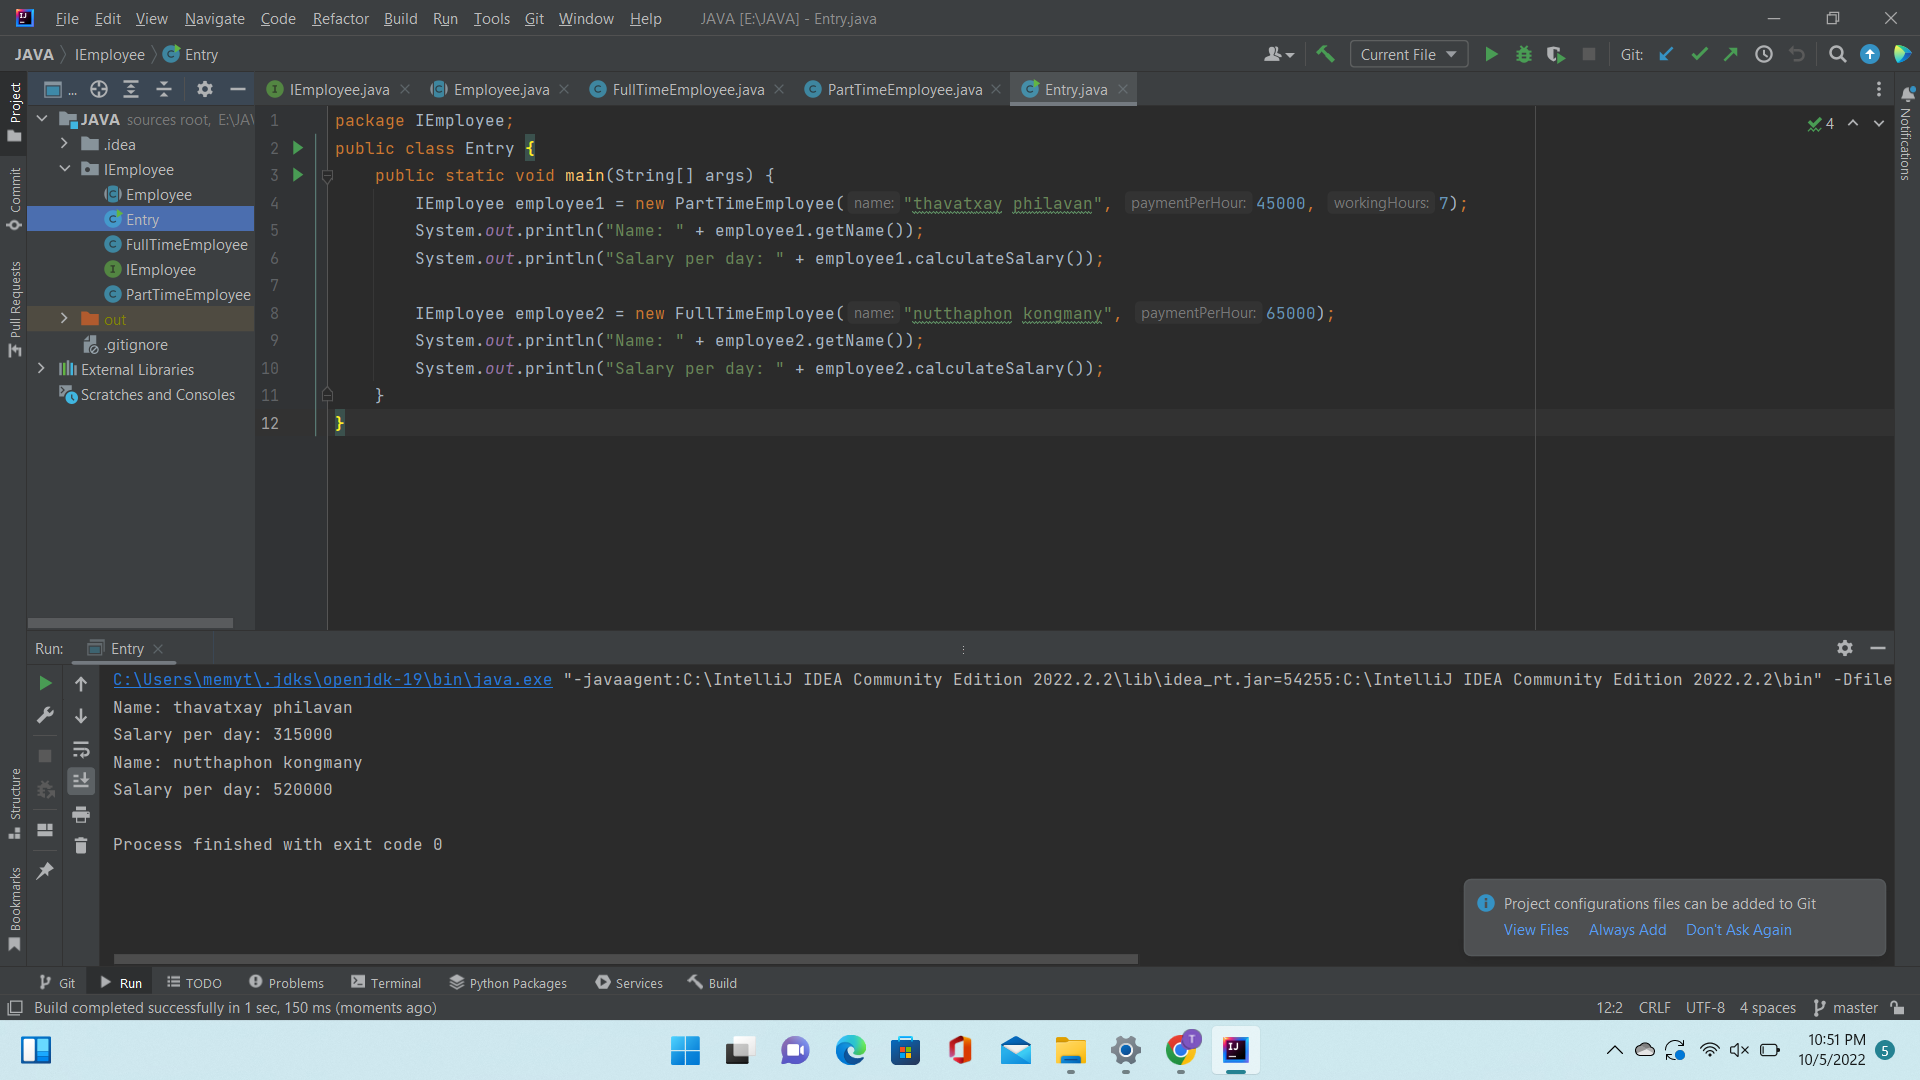 File Edit View Navigate Code Refactor Build Run Tools Git Window Help JAVA [E:\JAVA] - Entry.java
JAVA IEmployee Entry
Current File
Git:
Project
...
IEmployee.java
Employee.java
FullTimeEmployee.java
PartTimeEmployee.java
Entry.java
Notifications
Commit
Pull Requests
JAVA sources root, E:\JAV
.idea
IEmployee
Employee
Entry
FullTimeEmployee
IEmployee
PartTimeEmployee
out
.gitignore
External Libraries
Scratches and Consoles
4
1 package IEmployee;
2 public class Entry {
3 public static void main(String[] args) {
4 IEmployee employee1 = new PartTimeEmployee( name: "thavatxay philavan", paymentPerHour: 45000, workingHours: 7);
5 System.out.println("Name: " + employee1.getName());
6 System.out.println("Salary per day: " + employee1.calculateSalary());
7
8 IEmployee employee2 = new FullTimeEmployee( name: "nutthaphon kongmany", paymentPerHour: 65000);
9 System.out.println("Name: " + employee2.getName());
10 System.out.println("Salary per day: " + employee2.calculateSalary());
11 }
12 }
Run: Entry
C:\Users\memyt\.jdks\openjdk-19\bin\java.exe "-javaagent:C:\IntelliJ IDEA Community Edition 2022.2.2\lib\idea_rt.jar=54255:C:\IntelliJ IDEA Community Edition 2022.2.2\bin" -Dfile
Name: thavatxay philavan
Salary per day: 315000
Name: nutthaphon kongmany
Salary per day: 520000
Process finished with exit code 0
Structure
Bookmarks
Project configurations files can be added to Git
View Files Always Add Don't Ask Again
Git Run TODO Problems Terminal Python Packages Services Build
Build completed successfully in 1 sec, 150 ms (moments ago)
12:2 CRLF UTF-8 4 spaces master
T
IJ
10:51 PM
10/5/2022
5